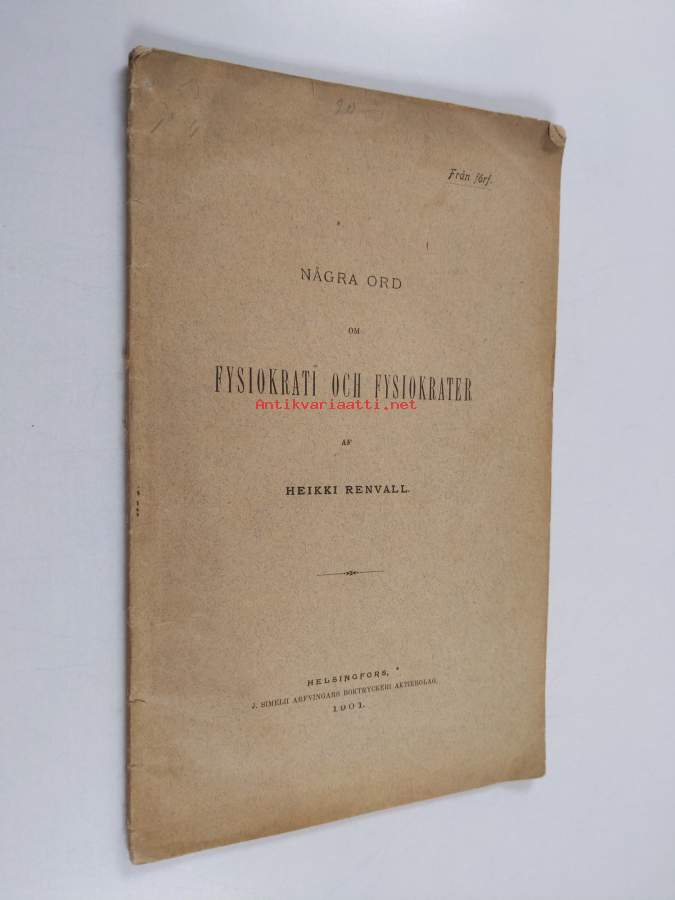 20
Från förf.
NÅGRA ORD
OM
FYSIOKRATI OCH FYSIOKRATER
Antikvariaatti.net
AF
HEIKKI RENVALL.
HELSINGFORS,
J. SIMELII ARFVINGARS BOKTRYCKERI AKTIEBOLAG,
1901.